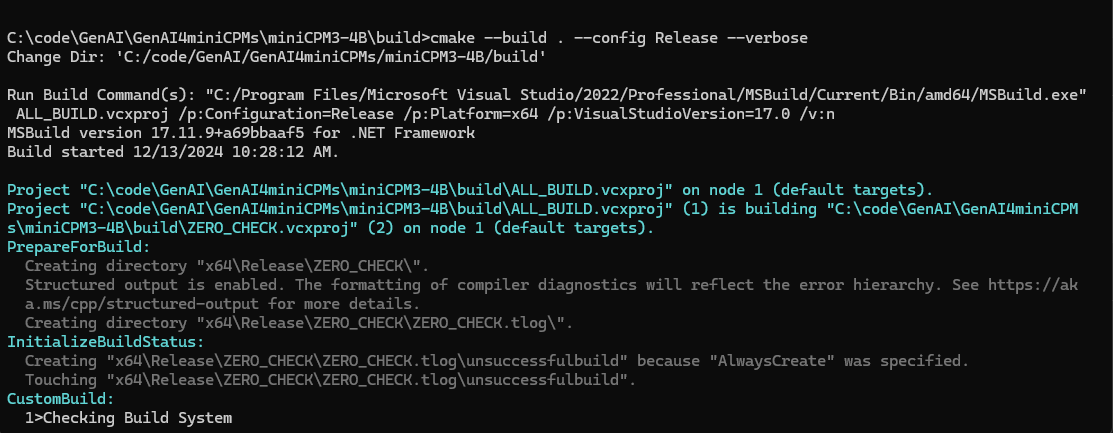 C:\code\GenAI\GenAI4miniCPMs\miniCPM3-4B\build>cmake --build . --config Release --verbose
Change Dir: 'C:/code/GenAI/GenAI4miniCPMs/miniCPM3-4B/build'
Run Build Command(s): "C:/Program Files/Microsoft Visual Studio/2022/Professional/MSBuild/Current/Bin/amd64/MSBuild.exe"
ALL_BUILD.vcxproj /p:Configuration=Release /p:Platform=x64 /p:VisualStudioVersion=17.0 /v:n
MSBuild version 17.11.9+a69bbaaf5 for .NET Framework
Build started 12/13/2024 10:28:12 AM.
Project "C:\code\GenAI\GenAI4miniCPMs\miniCPM3-4B\build\ALL_BUILD.vcxproj" on node 1 (default targets).
Project "C:\code\GenAI\GenAI4miniCPMs\miniCPM3-4B\build\ALL_BUILD.vcxproj" (1) is building "C:\code\GenAI\GenAI4miniCPM
s\miniCPM3-4B\build\ZERO_CHECK.vcxproj" (2) on node 1 (default targets).
PrepareForBuild:
Creating directory "x64\Release\ZERO_CHECK\".
Structured output is enabled. The formatting of compiler diagnostics will reflect the error hierarchy. See https://ak
a.ms/cpp/structured-output for more details.
Creating directory "x64\Release\ZERO_CHECK\ZERO_CHECK.tlog\".
InitializeBuildStatus:
Creating "x64\Release\ZERO_CHECK\ZERO_CHECK.tlog\unsuccessfulbuild" because "AlwaysCreate" was specified.
Touching "x64\Release\ZERO_CHECK\ZERO_CHECK.tlog\unsuccessfulbuild".
CustomBuild:
1>Checking Build System